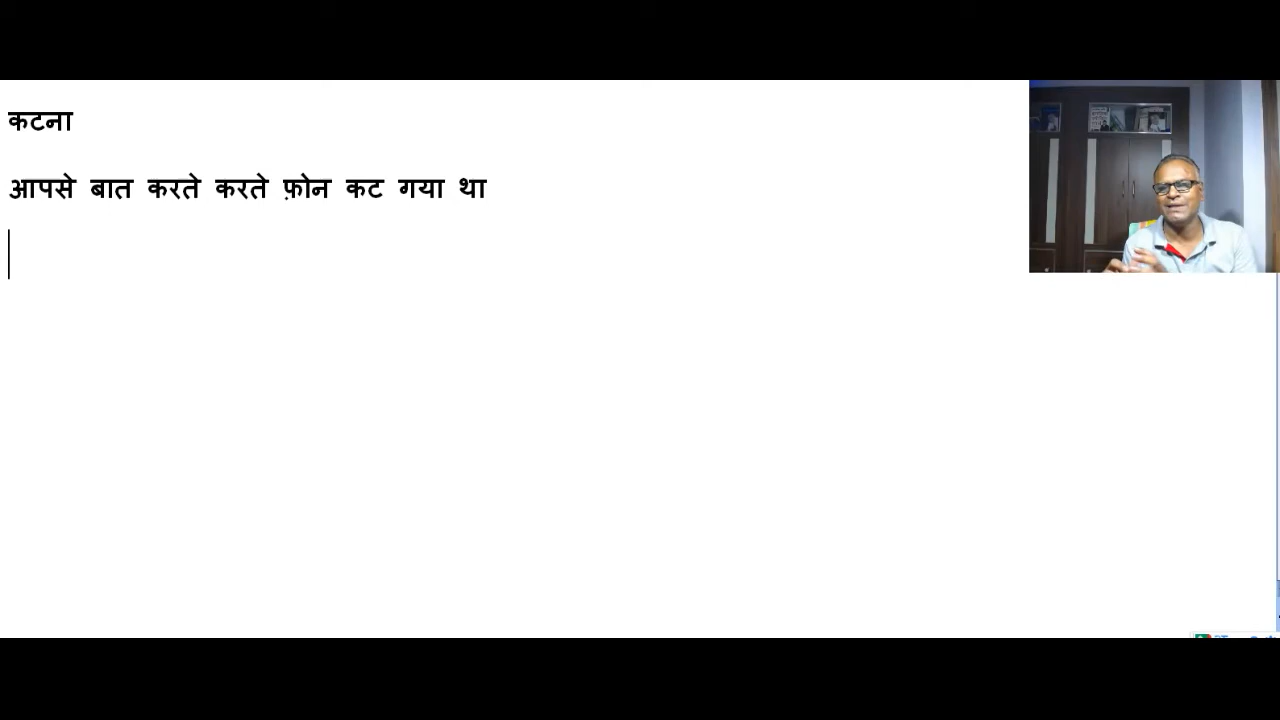 कटना
आपसे बात करते करते फ़ोन कट गया था